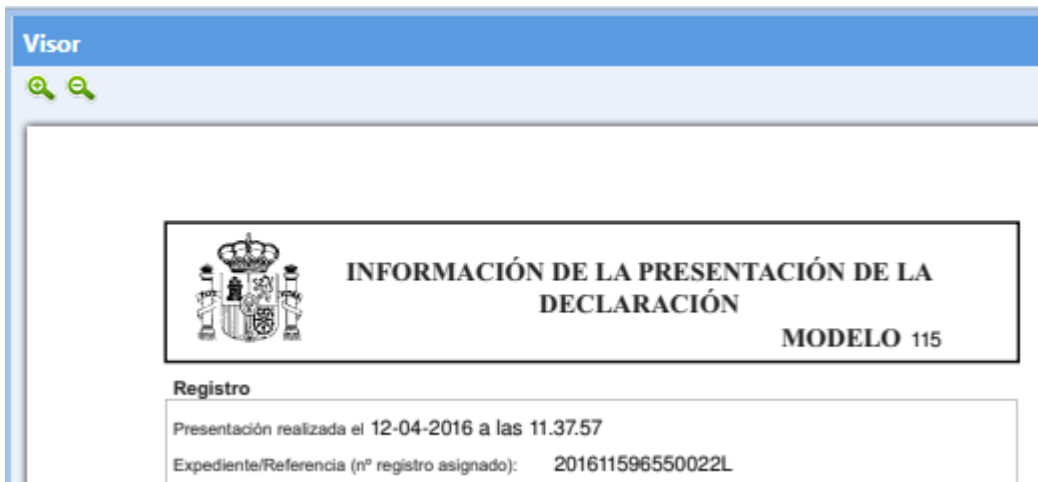 Visor
INFORMACIÓN DE LA PRESENTACIÓN DE LA
DECLARACIÓN
MODELO 115
Registro
Presentación realizada el 12-04-2016 a las 11.37.57
Expediente/Referencia (nº registro asignado): 201611596550022L